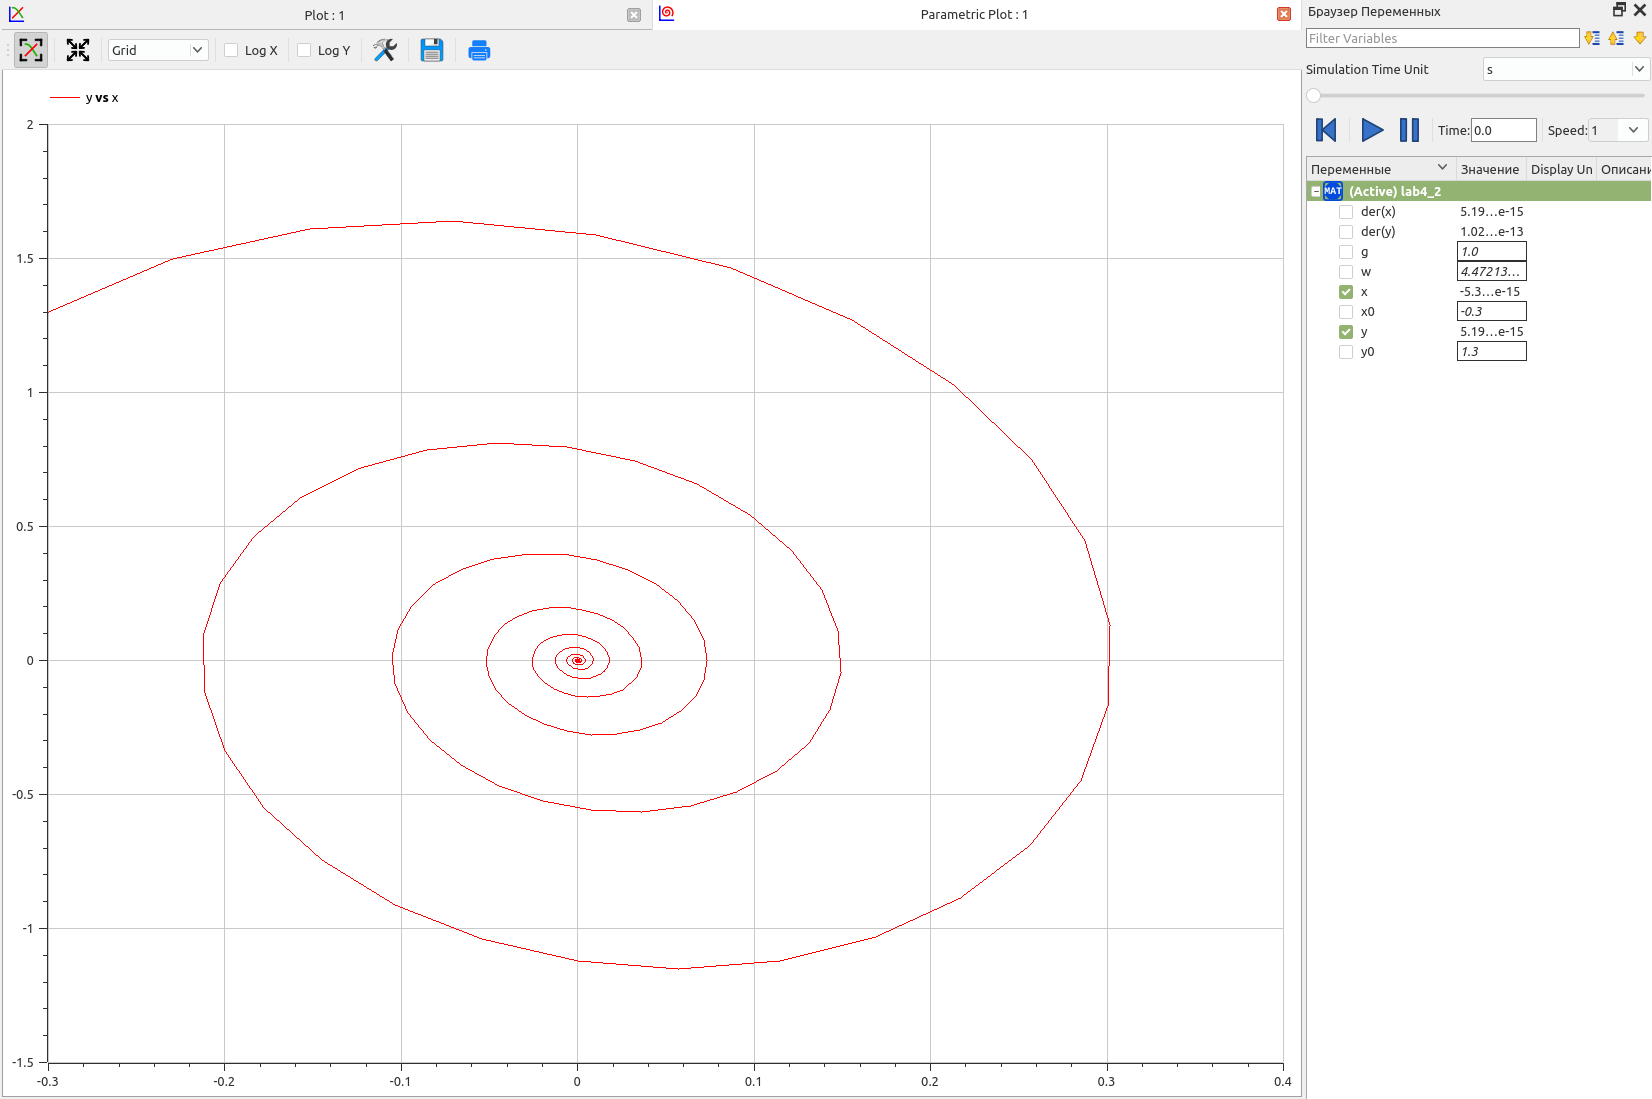 Plot : 1
Parametric Plot : 1
Браузер Переменных
Grid
Log X
Log Y
Filter Variables
Simulation Time Unit
s
Time: 0.0
Speed: 1
y vs x
2
1.5
1
0.5
0
-0.5
-1
-1.5
-0.3
-0.2
-0.1
0
0.1
0.2
0.3
0.4
Переменные Значение Display Un Описани
MAT (Active) lab4_2
der(x) 5.19...e-15
der(y) 1.02...e-13
g 1.0
w 4.47213...
x -5.3...e-15
x0 -0.3
y 5.19...e-15
y0 1.3